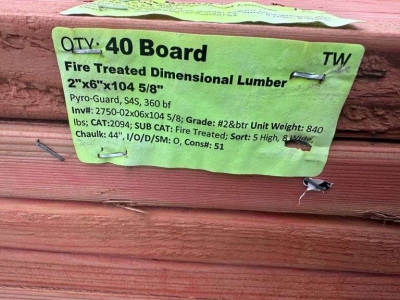 QTY: 40 Board
TW
Fire Treated Dimensional Lumber
2"x6"x104 5/8"
Pyro-Guard, S4S, 360 bf
Inv#: 2750-02x06x104 5/8; Grade: #2&btr Unit Weight: 840
lbs; CAT:2094; SUB CAT: Fire Treated; Sort: 5 High, 8 Wide,
Chaulk: 44", I/O/D/SM: O, Cons#: 51